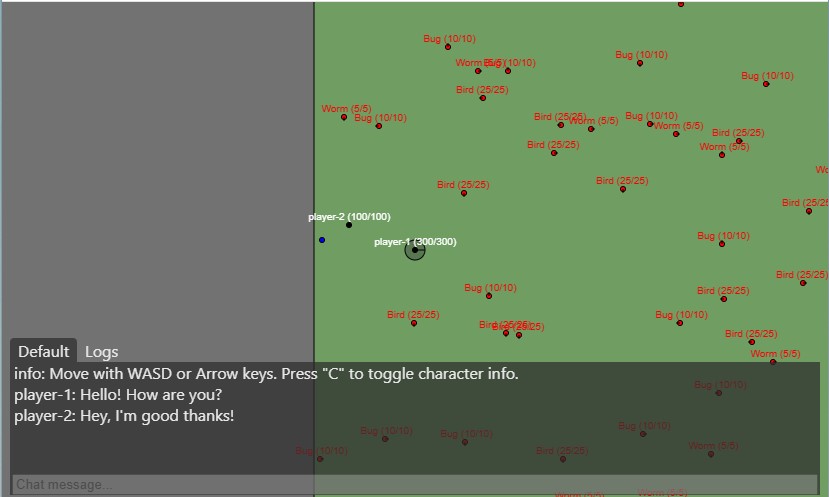 Bug (10/10)
Bug (10/10)
Worm (5/5)
Bug (10/10)
Bug (10/10)
Bird (25/25)
Worm (5/5)
Bug (10/10)
Bird (25/25)
Worm (5/5)
Bug (10/10)
Worm (5/5)
Bird (25/25)
Bird (25/25)
Worm (5/5)
Bird (25/25)
Bird (25/25)
Bird (25/2
player-2 (100/100)
player-1 (300/300)
Bug (10/10)
Bird (25/25)
Bug (10/10)
Bird (25/25)
Bird (25/25)
Bug (10/10)
Bird (25/25)
Bird (25/25)
Worm (5/5)
Default
Logs
info: Move with WASD or Arrow keys. Press "C" to toggle character info.
player-1: Hello! How are you?
player-2: Hey, I'm good thanks!
Bug (10/10)
Bug (10/10)
Bug (10/10)
Bug (10/10)
Bug (10/10)
Bird (25/25)
Worm (5/5)
Chat message...